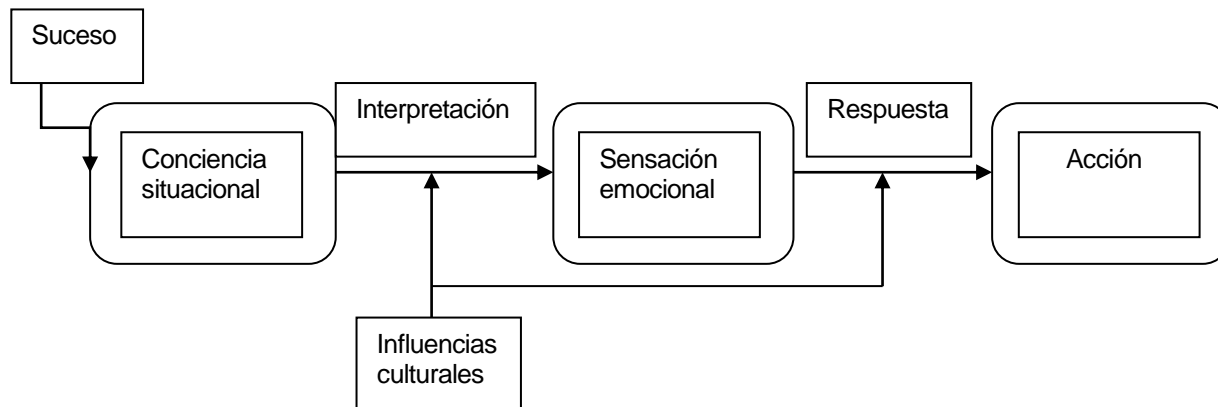 Suceso
Interpretación
Respuesta
Conciencia
situacional
Sensación
emocional
Acción
Influencias
culturales